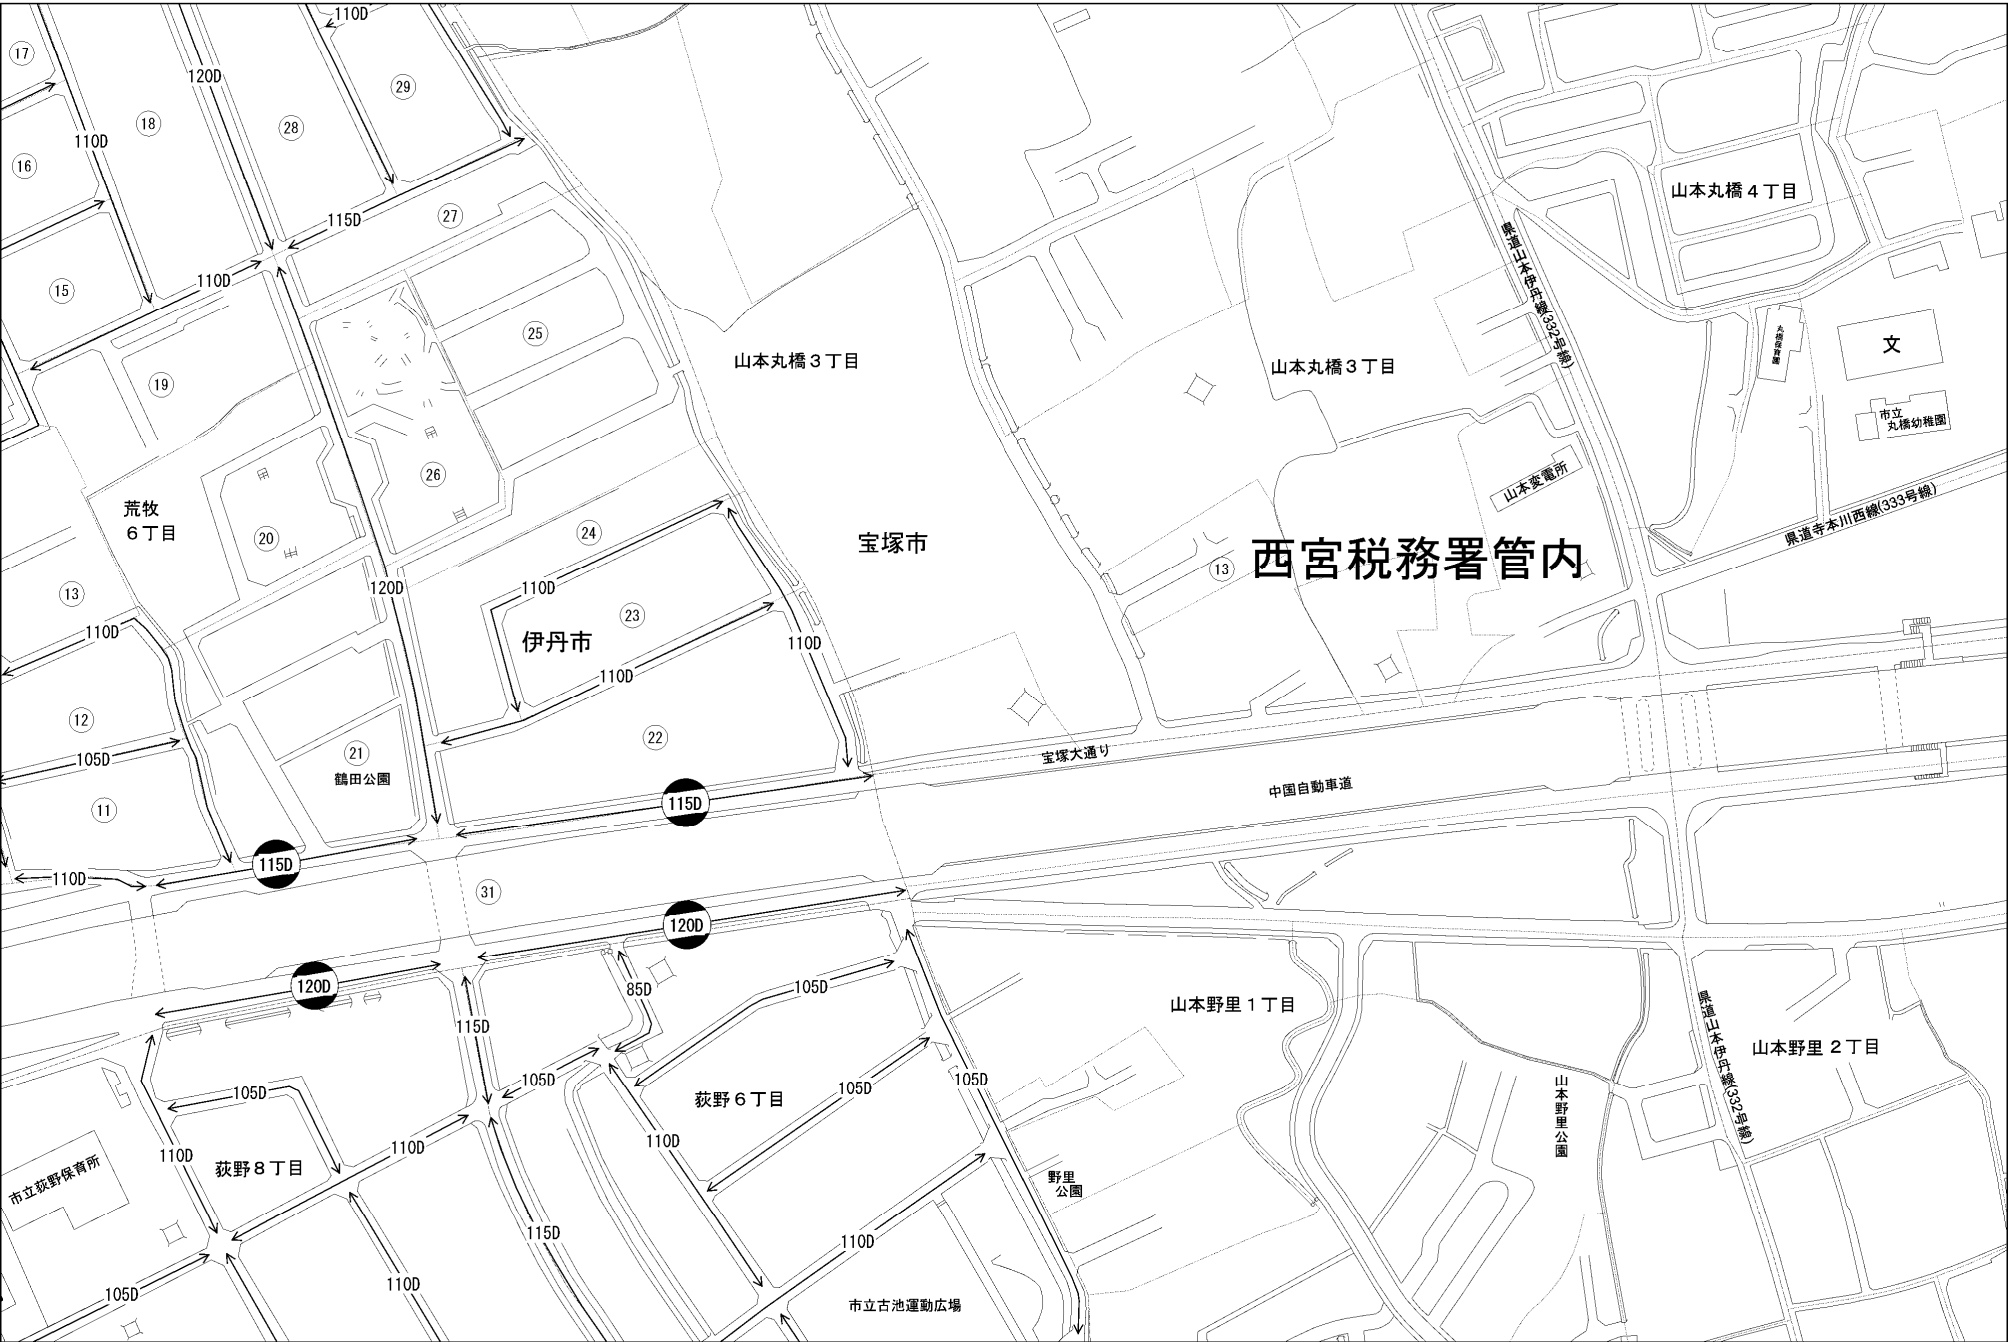 110D
17
120D
29
18
28
110D
16
山本丸橋４丁目
27
115D
県道山本伊丹線(332号線)
110D
15
25
丸橋保育園
文
山本丸橋３丁目
山本丸橋３丁目
19
市立
丸橋幼稚園
26
山本変電所
県道寺本川西線(333号線)
荒牧
６丁目
20
24
宝塚市
西宮税務署管内
13
13
120D
110D
23
110D
伊丹市
110D
110D
12
22
105D
21
鶴田公園
宝塚大通り
中国自動車道
11
115D
115D
110D
31
120D
120D
85D
105D
山本野里１丁目
県道山本伊丹線(332号線)
115D
山本野里２丁目
105D
105D
105D
105D
荻野６丁目
山本野里公園
110D
110D
110D
荻野８丁目
市立荻野保育所
野里
公園
115D
110D
110D
105D
市立古池運動広場